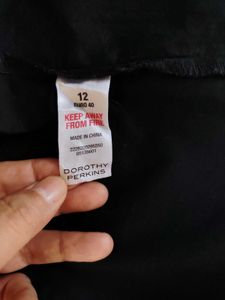 12
EURO 40
KEEP AWAY
FROM FIRE
MADE IN CHINA
DOROTHY
PERKINS